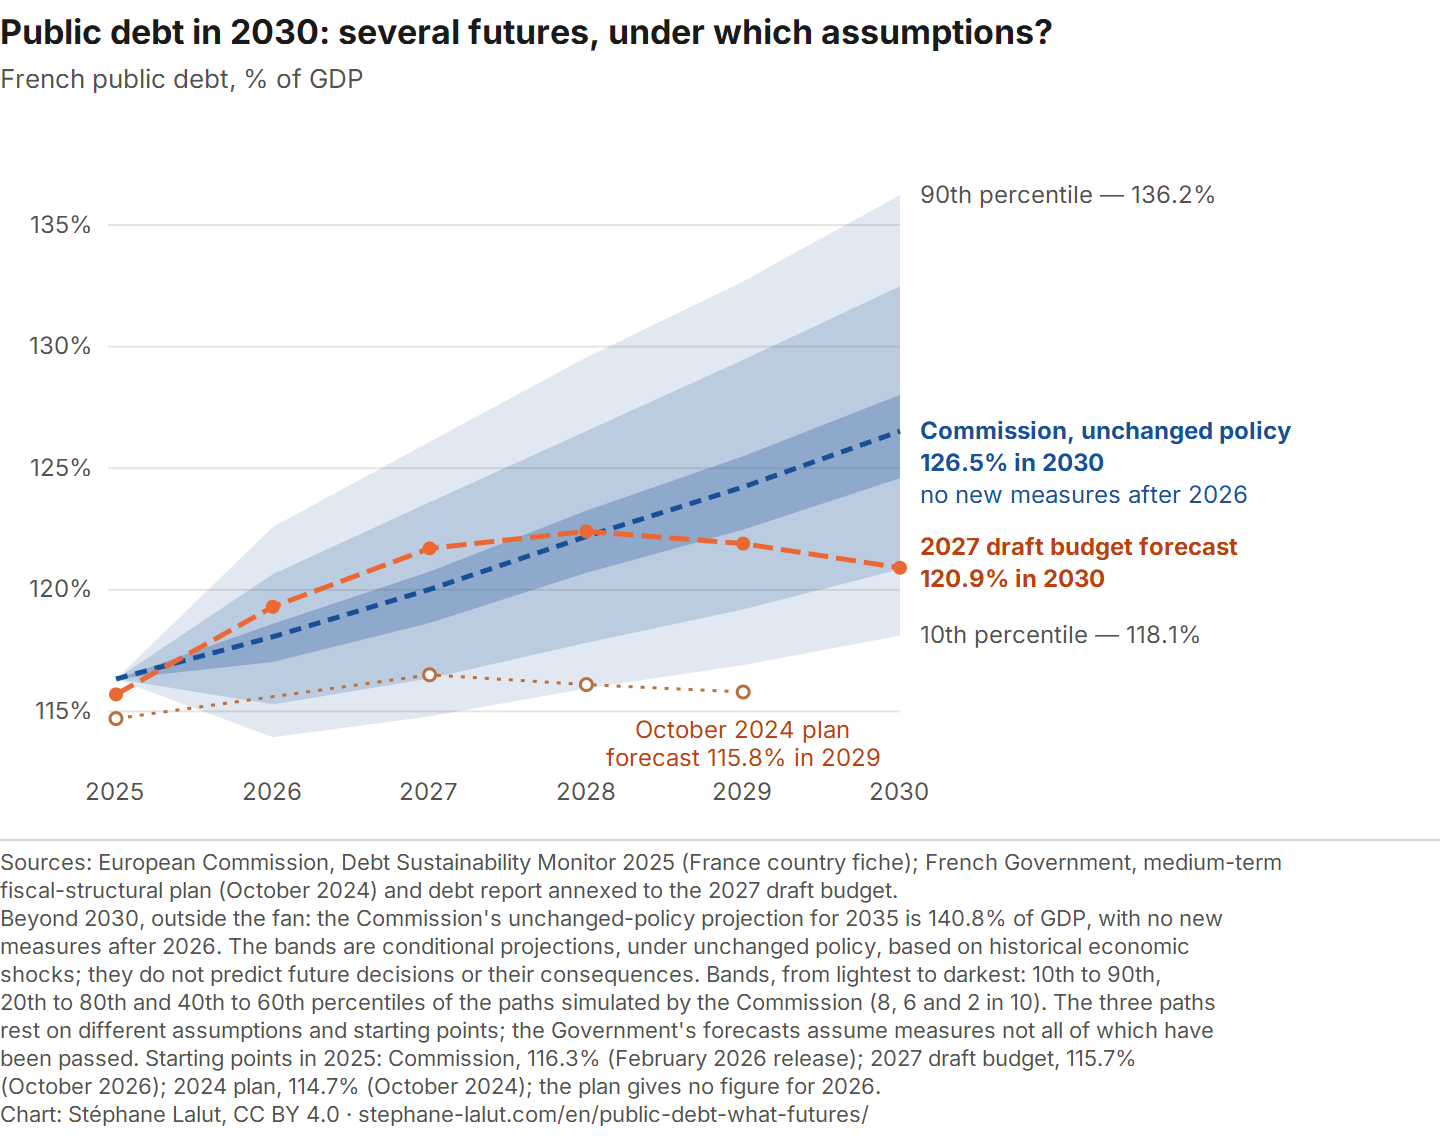 Public debt in 2030: several futures, under which assumptions?
French public debt, % of GDP
90th percentile — 136.2%
135%
130%
125%
120%
115%
Commission, unchanged policy
126.5% in 2030
no new measures after 2026
2027 draft budget forecast
120.9% in 2030
10th percentile — 118.1%
October 2024 plan
forecast 115.8% in 2029
2025 2026 2027 2028 2029 2030
Sources: European Commission, Debt Sustainability Monitor 2025 (France country fiche); French Government, medium-term
fiscal-structural plan (October 2024) and debt report annexed to the 2027 draft budget.
Beyond 2030, outside the fan: the Commission's unchanged-policy projection for 2035 is 140.8% of GDP, with no new
measures after 2026. The bands are conditional projections, under unchanged policy, based on historical economic
shocks; they do not predict future decisions or their consequences. Bands, from lightest to darkest: 10th to 90th,
20th to 80th and 40th to 60th percentiles of the paths simulated by the Commission (8, 6 and 2 in 10). The three paths
rest on different assumptions and starting points; the Government's forecasts assume measures not all of which have
been passed. Starting points in 2025: Commission, 116.3% (February 2026 release); 2027 draft budget, 115.7%
(October 2026); 2024 plan, 114.7% (October 2024); the plan gives no figure for 2026.
Chart: Stéphane Lalut, CC BY 4.0 · stephane-lalut.com/en/public-debt-what-futures/